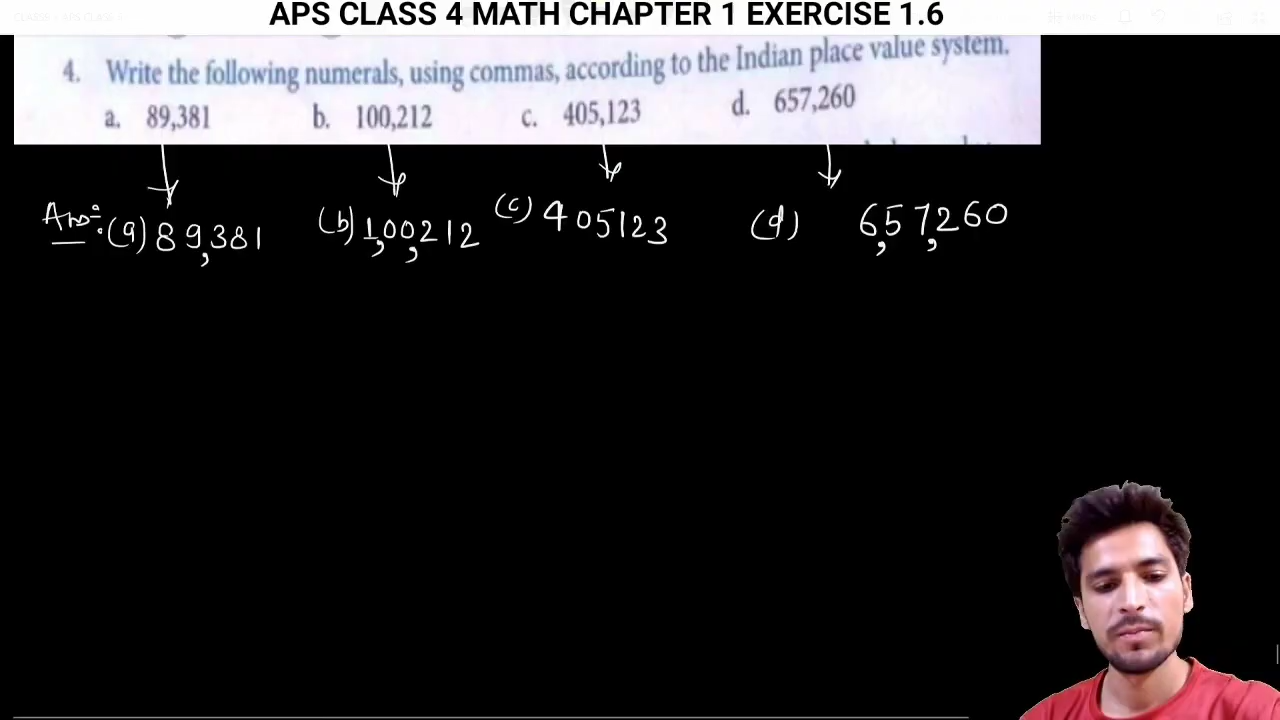 APS CLASS 4 MATH CHAPTER 1 EXERCISE 1.6
4. Write the following numerals, using commas, according to the Indian place value system.
a. 89,381 b. 100,212 c. 405,123 d. 657,260
Ans: (a) 89,381 (b) 1,00,212 (c) 405123 (d) 6,57,260